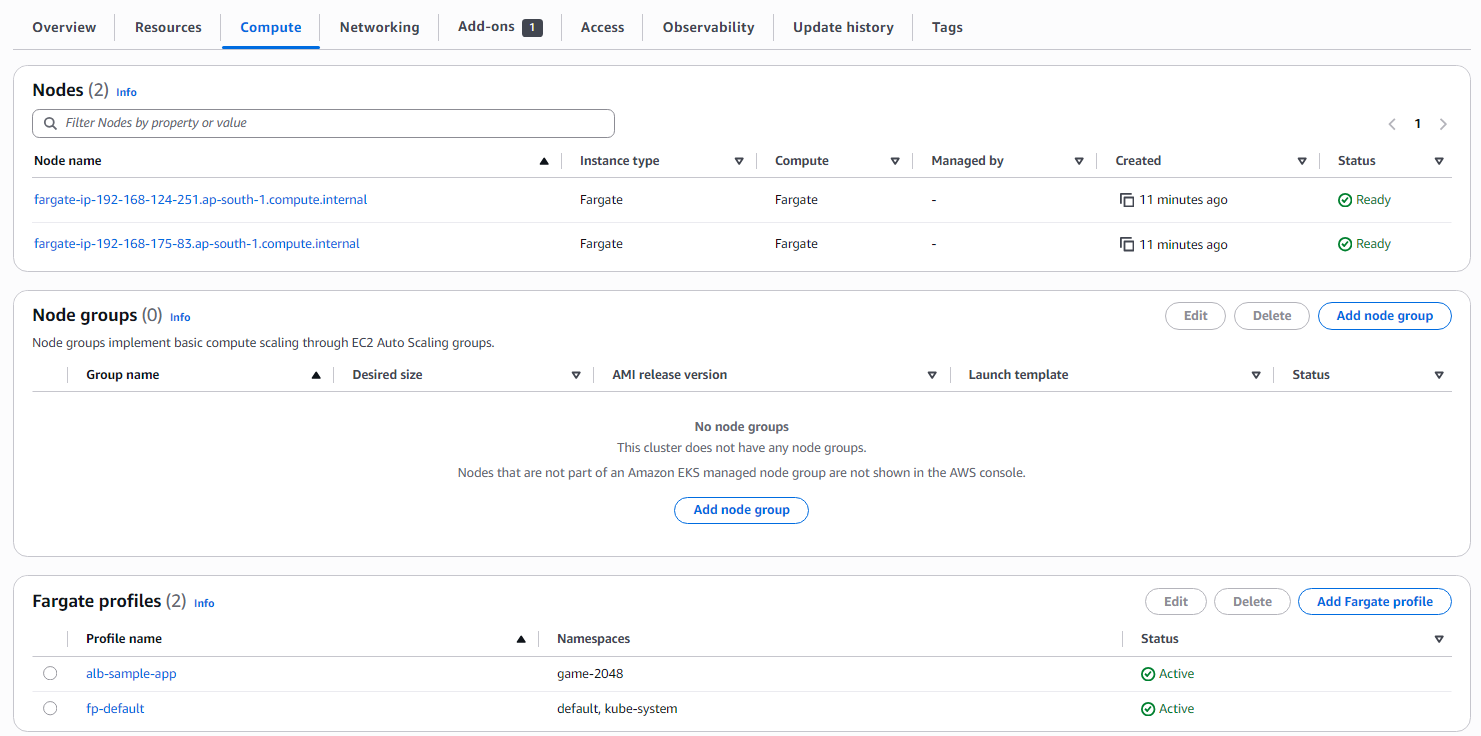 Overview Resources Compute Networking Add-ons 1 Access Observability Update history Tags
Nodes (2) Info
Filter Nodes by property or value
1
Node name Instance type Compute Managed by Created Status
fargate-ip-192-168-124-251.ap-south-1.compute.internal Fargate Fargate - 11 minutes ago Ready
fargate-ip-192-168-175-83.ap-south-1.compute.internal Fargate Fargate - 11 minutes ago Ready
Node groups (0) Info Edit Delete Add node group
Node groups implement basic compute scaling through EC2 Auto Scaling groups.
Group name Desired size AMI release version Launch template Status
No node groups
This cluster does not have any node groups.
Nodes that are not part of an Amazon EKS managed node group are not shown in the AWS console.
Add node group
Fargate profiles (2) Info Edit Delete Add Fargate profile
Profile name Namespaces Status
alb-sample-app game-2048 Active
fp-default default, kube-system Active